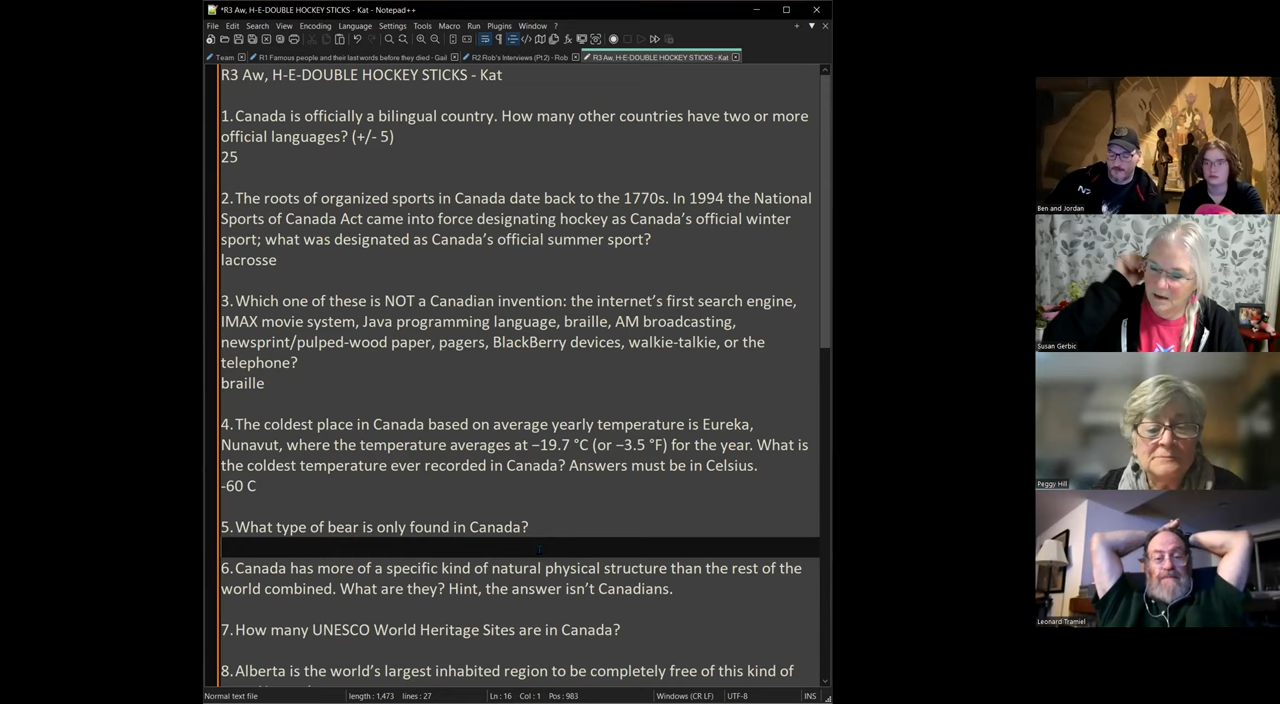 *R3 Aw, H-E-DOUBLE HOCKEY STICKS - Kat - Notepad++
File Edit Search View Encoding Language Settings Tools Macro Run Plugins Window ?
Team
R1 Famous people and their last words before they died - Gail
R2 Rob's Interviews (Pt2) - Rob
R3 Aw, H-E-DOUBLE HOCKEY STICKS - Kat
R3 Aw, H-E-DOUBLE HOCKEY STICKS - Kat
1. Canada is officially a bilingual country. How many other countries have two or more
official languages? (+/- 5)
25
2. The roots of organized sports in Canada date back to the 1770s. In 1994 the National
Sports of Canada Act came into force designating hockey as Canada's official winter
sport; what was designated as Canada's official summer sport?
lacrosse
3. Which one of these is NOT a Canadian invention: the internet's first search engine,
IMAX movie system, Java programming language, braille, AM broadcasting,
newsprint/pulped-wood paper, pagers, BlackBerry devices, walkie-talkie, or the
telephone?
braille
4. The coldest place in Canada based on average yearly temperature is Eureka,
Nunavut, where the temperature averages at −19.7 °C (or −3.5 °F) for the year. What is
the coldest temperature ever recorded in Canada? Answers must be in Celsius.
-60 C
5. What type of bear is only found in Canada?
6. Canada has more of a specific kind of natural physical structure than the rest of the
world combined. What are they? Hint, the answer isn't Canadians.
7. How many UNESCO World Heritage Sites are in Canada?
8. Alberta is the world's largest inhabited region to be completely free of this kind of
Normal text file
length : 1,473 lines : 27
Ln : 16 Col : 1 Pos : 983
Windows (CR LF)
UTF-8
INS
Ben and Jordan
Susan Gerbic
Peggy Hill
Leonard Tramiel